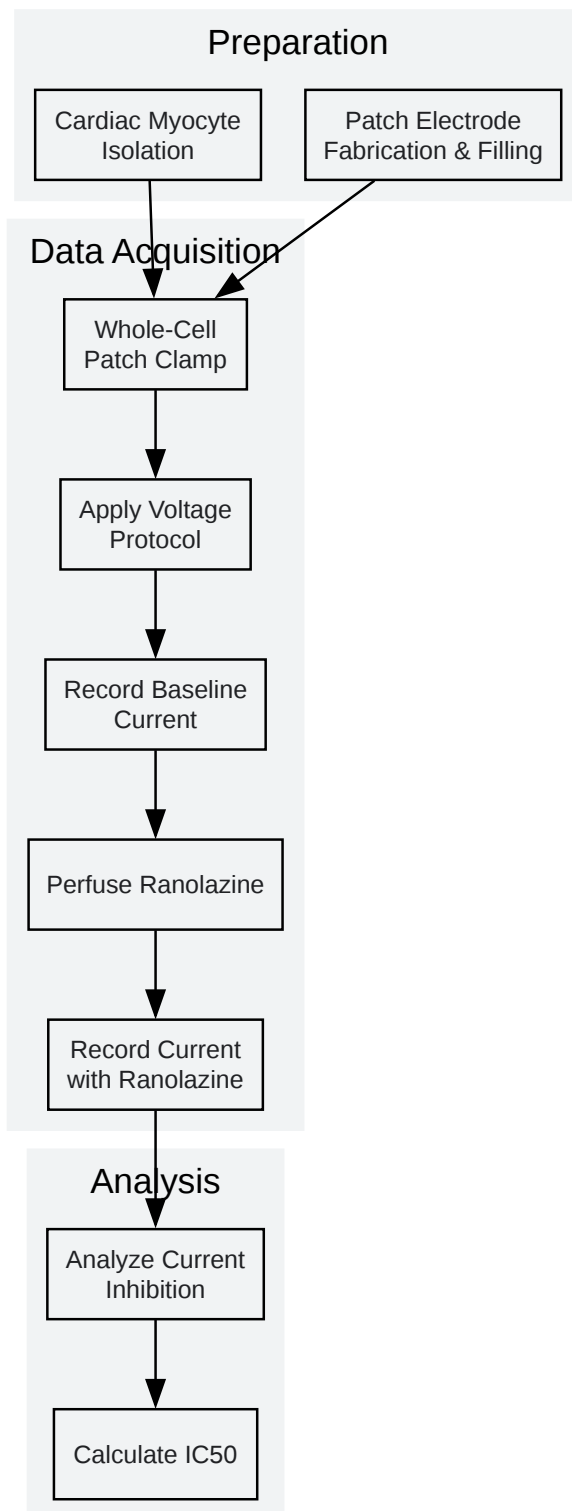 Preparation
Cardiac Myocyte
Isolation
Patch Electrode
Fabrication & Filling
Data Acquisition
Whole-Cell
Patch Clamp
Apply Voltage
Protocol
Record Baseline
Current
Perfuse Ranolazine
Record Current
with Ranolazine
Analysis
Analyze Current
Inhibition
Calculate IC50